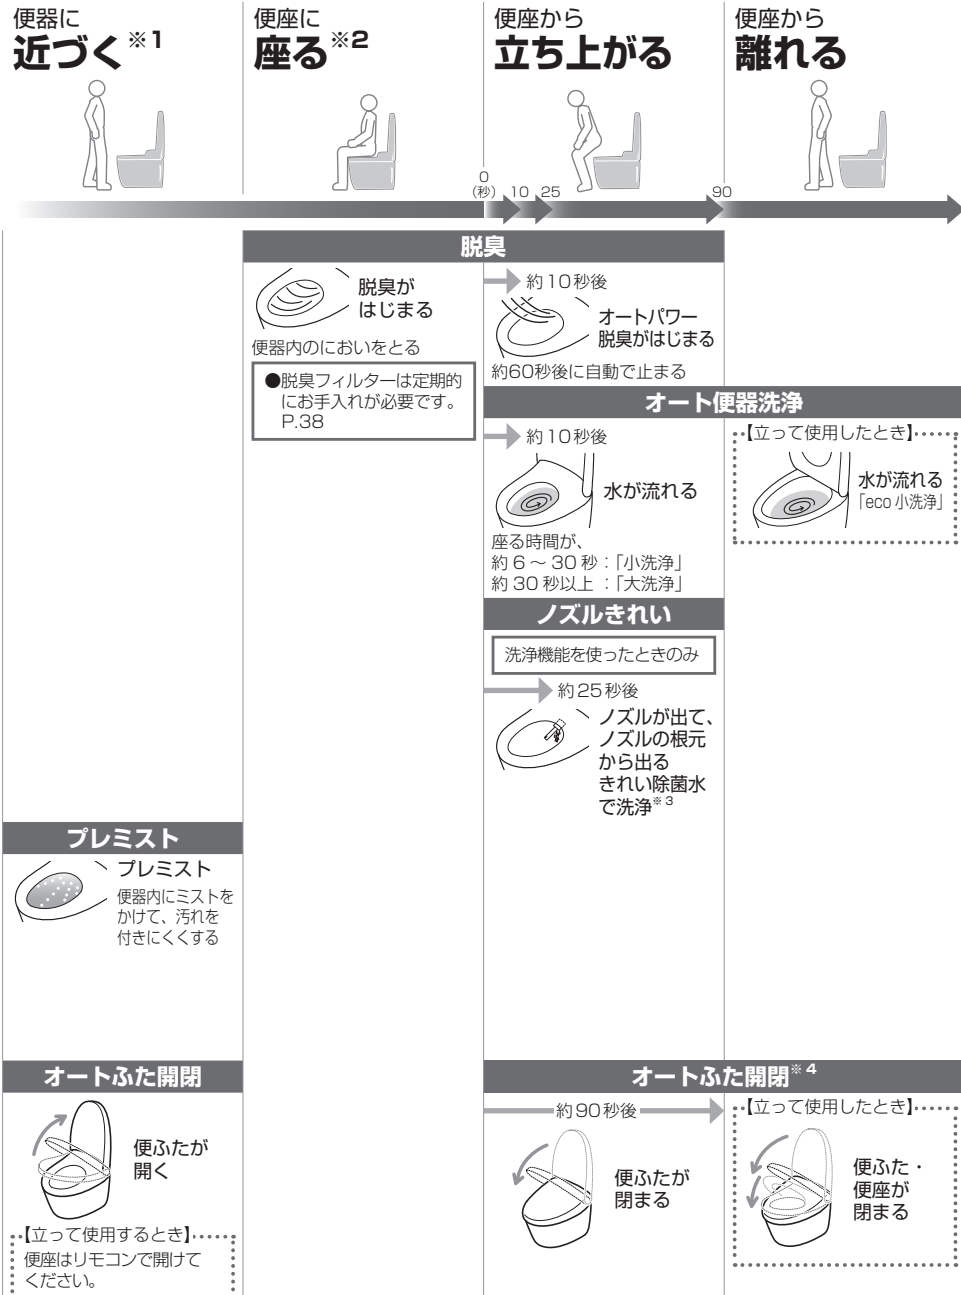 便器に
近づく※1
便座に
座る※2
便座から
立ち上がる
便座から
離れる
0
(秒)
10
25
90
脱臭
脱臭が
はじまる
便器内のにおいをとる
●脱臭フィルターは定期的
にお手入れが必要です。
P.38
約10秒後
オートパワー
脱臭がはじまる
約60秒後に自動で止まる
オート便器洗浄
約10秒後
水が流れる
座る時間が、
約6～30秒：「小洗浄」
約30秒以上：「大洗浄」
【立って使用したとき】
水が流れる
「eco小洗浄」
ノズルきれい
洗浄機能を使ったときのみ
約25秒後
ノズルが出て、
ノズルの根元
から出る
きれい除菌水
で洗浄※3
プレミスト
プレミスト
便器内にミストを
かけて、汚れを
付きにくくする
オートふた開閉
便ふたが
開く
【立って使用するとき】
便座はリモコンで開けて
ください。
オートふた開閉※4
約90秒後
便ふたが
閉まる
【立って使用したとき】
便ふた・
便座が
閉まる